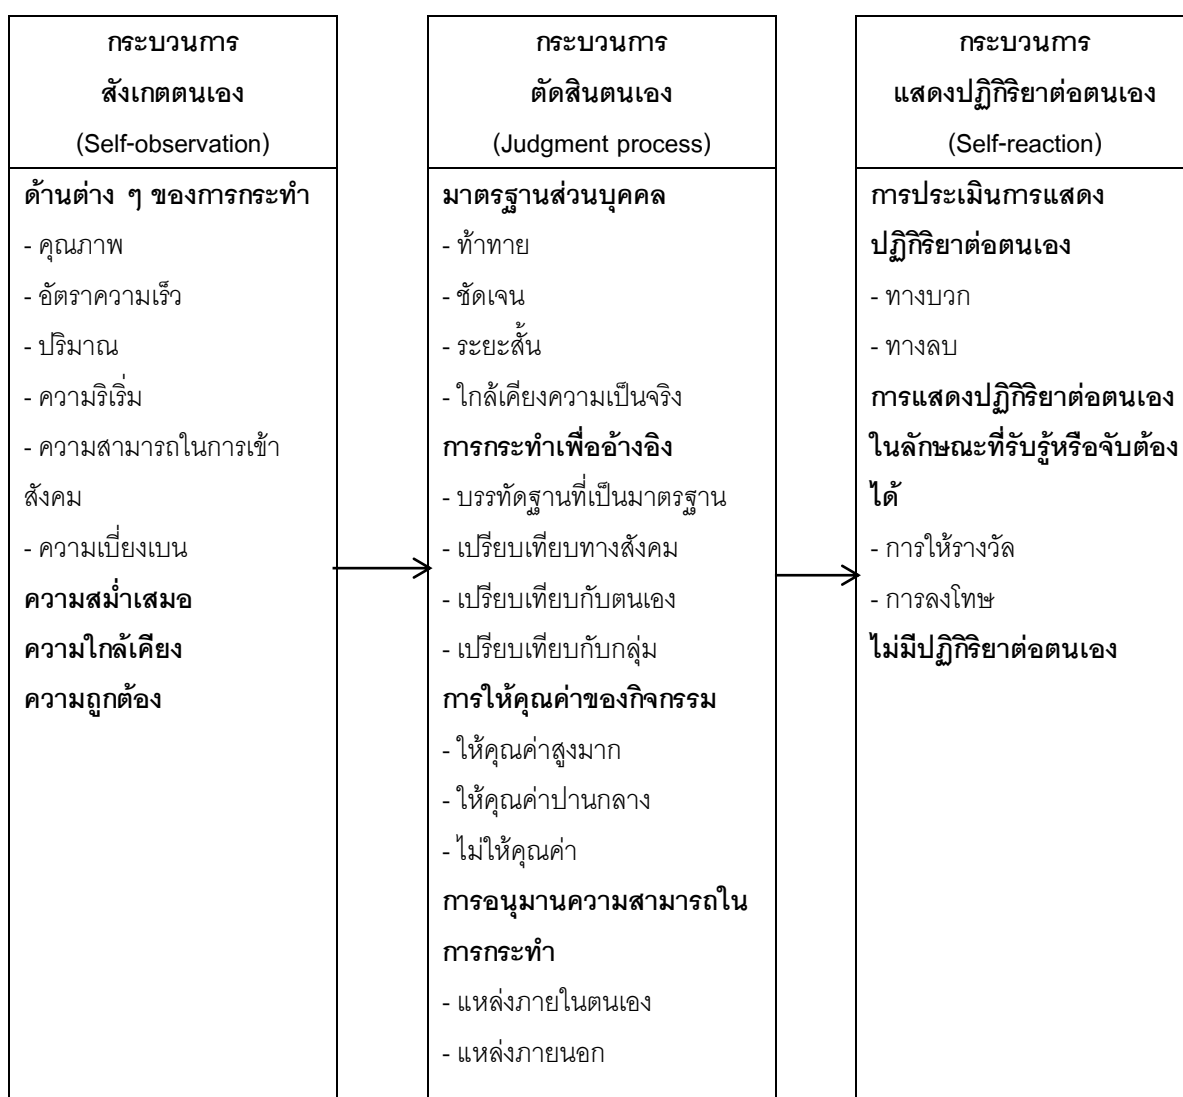 กระบวนการ
สังเกตตนเอง
(Self-observation)
ด้านต่าง ๆ ของการกระทำ
- คุณภาพ
- อัตราความเร็ว
- ปริมาณ
- ความริเริ่ม
- ความสามารถในการเข้า
สังคม
- ความเบี่ยงเบน
ความสม่ำเสมอ
ความใกล้เคียง
ความถูกต้อง
กระบวนการ
ตัดสินตนเอง
(Judgment process)
มาตรฐานส่วนบุคคล
- ท้าทาย
- ชัดเจน
- ระยะสั้น
- ใกล้เคียงความเป็นจริง
การกระทำเพื่ออ้างอิง
- บรรทัดฐานที่เป็นมาตรฐาน
- เปรียบเทียบทางสังคม
- เปรียบเทียบกับตนเอง
- เปรียบเทียบกับกลุ่ม
การให้คุณค่าของกิจกรรม
- ให้คุณค่าสูงมาก
- ให้คุณค่าปานกลาง
- ไม่ให้คุณค่า
การอนุมานความสามารถใน
การกระทำ
- แหล่งภายในตนเอง
- แหล่งภายนอก
กระบวนการ
แสดงปฏิกิริยาต่อตนเอง
(Self-reaction)
การประเมินการแสดง
ปฏิกิริยาต่อตนเอง
- ทางบวก
- ทางลบ
การแสดงปฏิกิริยาต่อตนเอง
ในลักษณะที่รับรู้หรือจับต้อง
ได้
- การให้รางวัล
- การลงโทษ
ไม่มีปฏิกิริยาต่อตนเอง